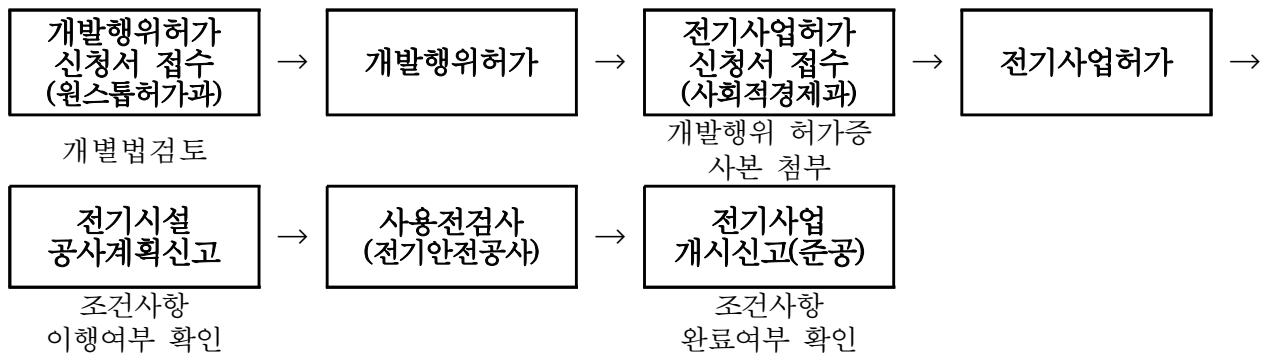 개발행위허가
신청서 접수
(원스톱허가과)
→
개발행위허가
→
전기사업허가
신청서 접수
(사회적경제과)
→
전기사업허가
→
개별법검토
개발행위 허가증
사본 첨부
전기시설
공사계획신고
→
사용전검사
(전기안전공사)
→
전기사업
개시신고(준공)
조건사항
이행여부 확인
조건사항
완료여부 확인